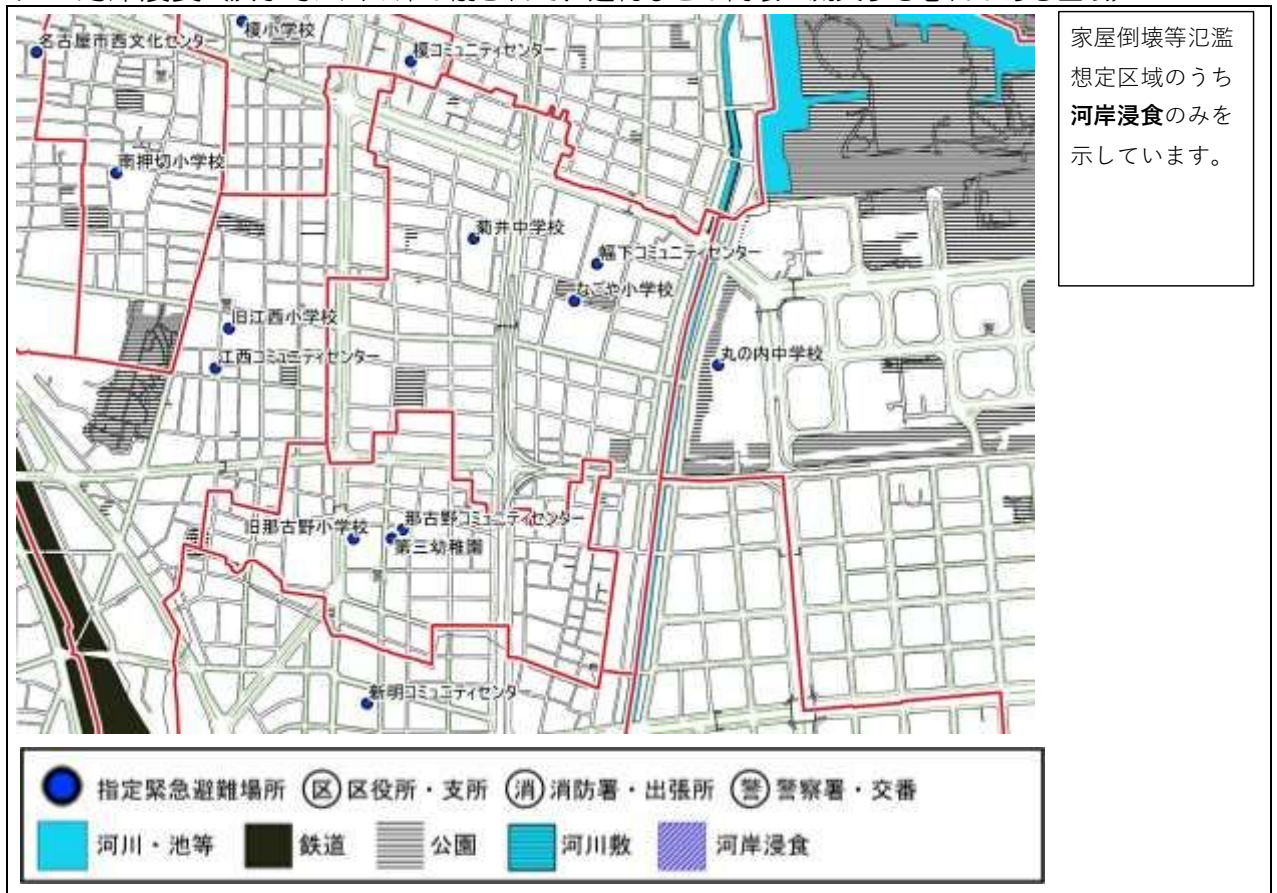 家屋倒壊等氾濫
想定区域のうち
河岸浸食のみを
示しています。
榎小学校
名古屋市西文化センター
榎コミュニティセンター
南押切小学校
菊井中学校
幅下コミュニティセンター
なごや小学校
旧江西小学校
江西コミュニティセンター
丸の内中学校
那古野コミュニティセンター
旧那古野小学校
第三幼稚園
新明コミュニティセンター
指定緊急避難場所 区 区役所・支所 消 消防署・出張所 警 警察署・交番
河川・池等 鉄道 公園 河川敷 河岸浸食